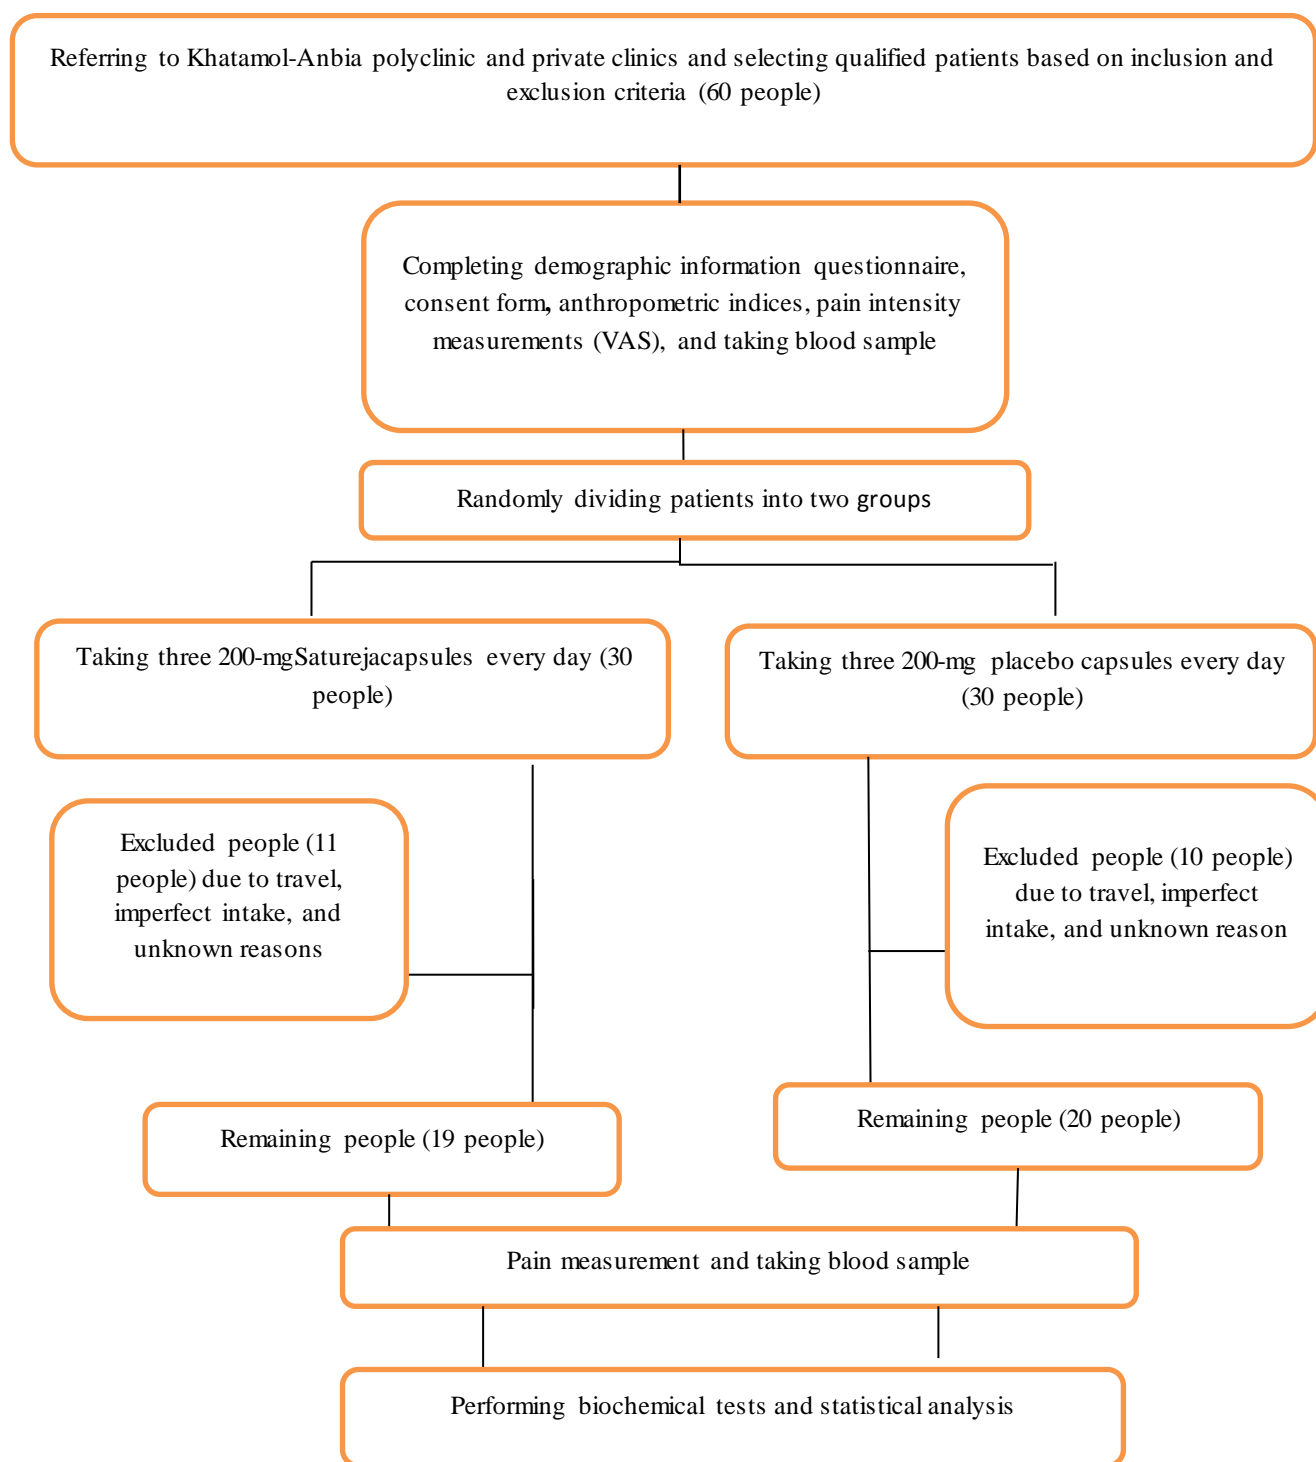 Referring to Khatamol-Anbia polyclinic and private clinics and selecting qualified patients based on inclusion and
exclusion criteria (60 people)
Completing demographic information questionnaire,
consent form, anthropometric indices, pain intensity
measurements (VAS), and taking blood sample
Randomly dividing patients into two groups
Taking three 200-mgSaturejacapsules every day (30
people)
Taking three 200-mg placebo capsules every day
(30 people)
Excluded people (11
people) due to travel,
imperfect intake, and
unknown reasons
Excluded people (10 people)
due to travel, imperfect
intake, and unknown reason
Remaining people (19 people)
Remaining people (20 people)
Pain measurement and taking blood sample
Performing biochemical tests and statistical analysis